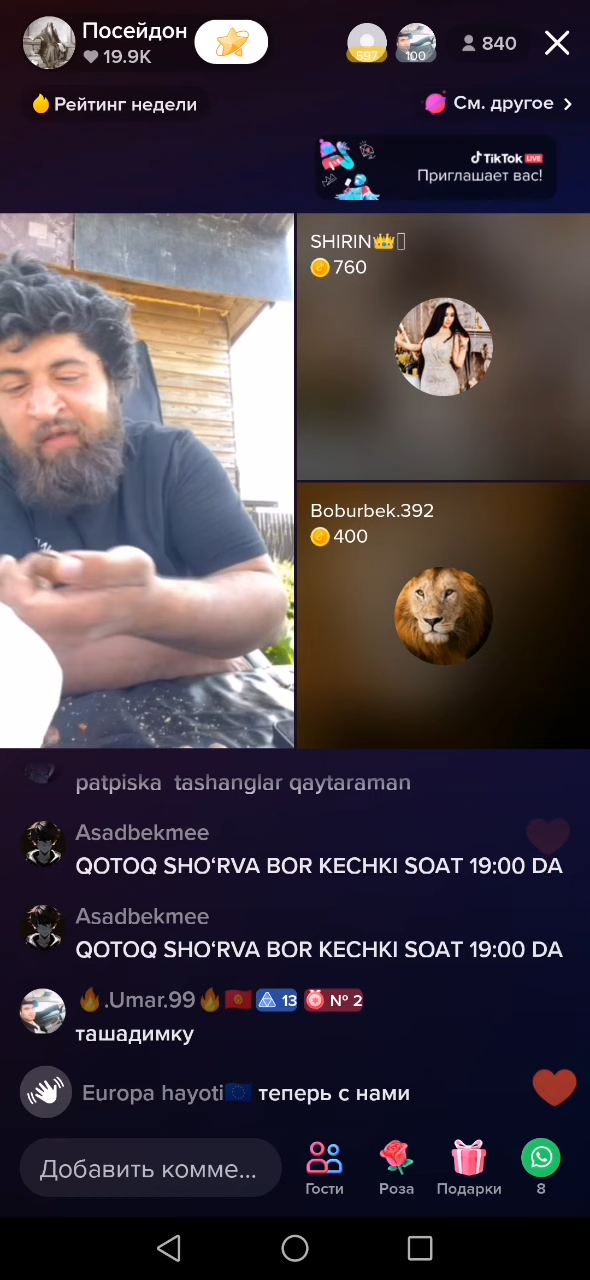 Посейдон
19.9K
597
100
840
Рейтинг недели
См. другое
TikTok LIVE
Приглашает вас!
SHIRIN👑
760
Boburbek.392
400
patpiska tashanglar qaytaraman
Asadbekmee
QOTOQ SHO‘RVA BOR KECHKI SOAT 19:00 DA
Asadbekmee
QOTOQ SHO‘RVA BOR KECHKI SOAT 19:00 DA
🔥.Umar.99🔥🇰🇬 13 № 2
ташадимку
Europa hayoti🇪🇺 теперь с нами
Добавить комме...
Гости
Роза
Подарки
8